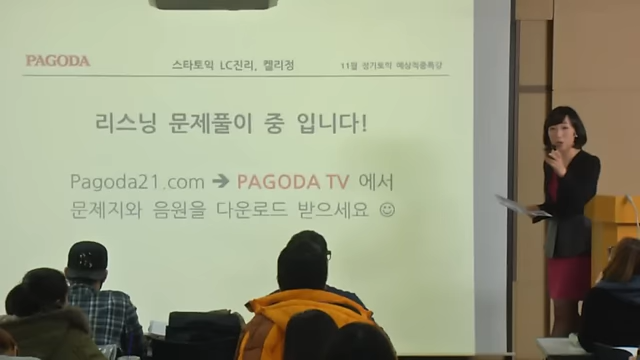 PAGODA
스타토익 LC진리, 켈리정
11월 정기토익 예상적중특강
리스닝 문제풀이 중 입니다!
Pagoda21.com → PAGODA TV 에서
문제지와 음원을 다운로드 받으세요 ☺